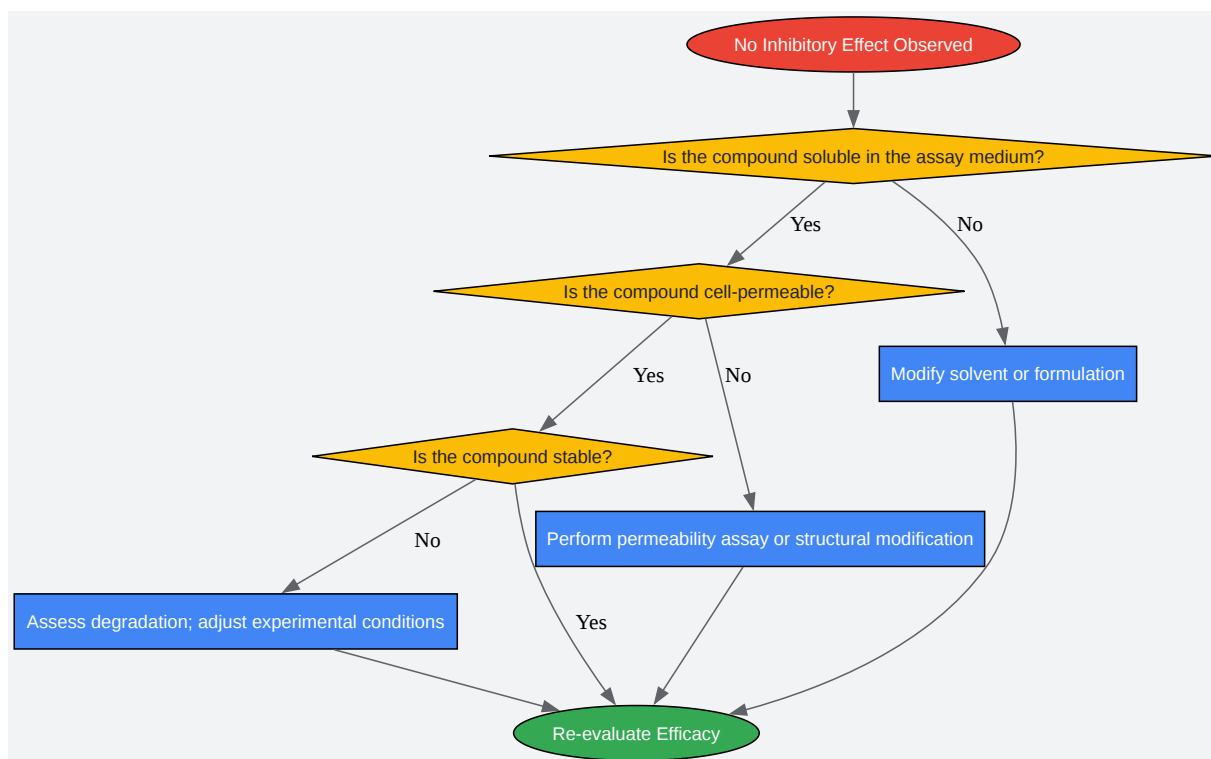 No Inhibitory Effect Observed
Is the compound soluble in the assay medium?
Yes
No
Is the compound cell-permeable?
Yes
No
Modify solvent or formulation
Is the compound stable?
No
Perform permeability assay or structural modification
Yes
Assess degradation; adjust experimental conditions
Re-evaluate Efficacy